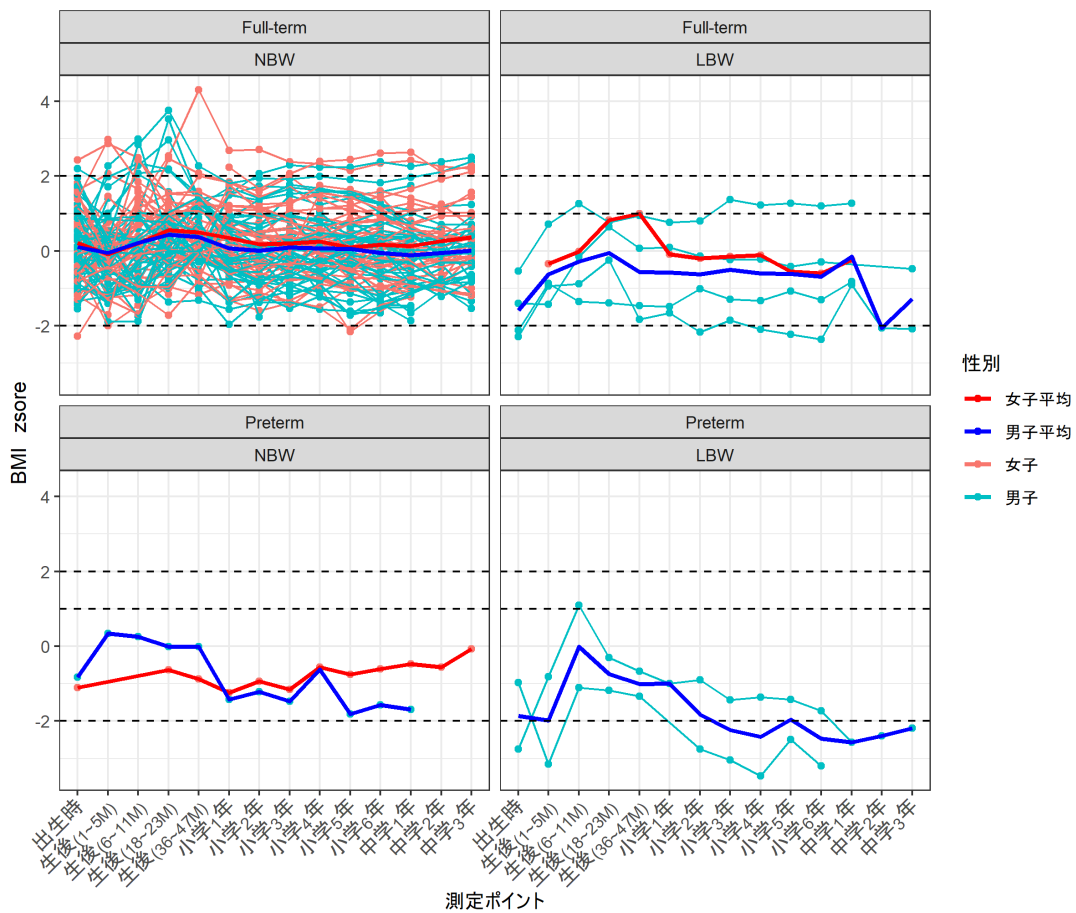 Full-term
NBW
Full-term
LBW
4
2
0
-2
Preterm
NBW
Preterm
LBW
4
2
0
-2
BMI zsore
出生時
生後(1~5M)
生後(6~11M)
生後(18~23M)
生後(36~47M)
小学1年
小学2年
小学3年
小学4年
小学5年
小学6年
中学1年
中学2年
中学3年
出生時
生後(1~5M)
生後(6~11M)
生後(18~23M)
生後(36~47M)
小学1年
小学2年
小学3年
小学4年
小学5年
小学6年
中学1年
中学2年
中学3年
測定ポイント
性別
女子平均
男子平均
女子
男子